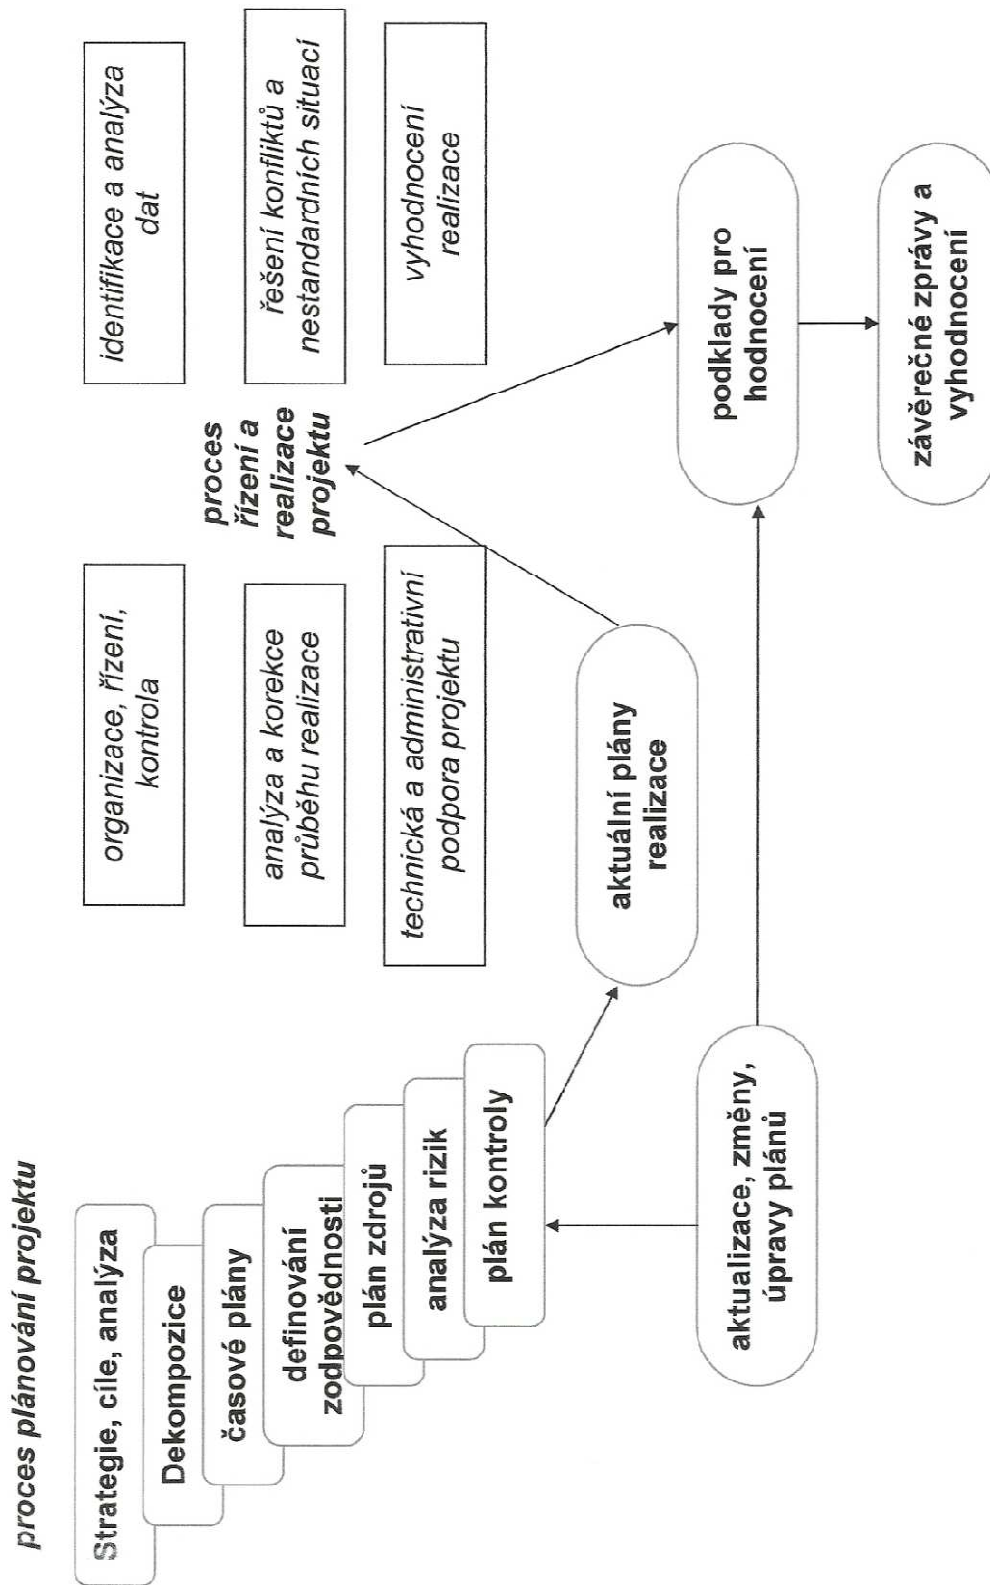 proces plánování projektu
Strategie, cíle, analýza
Dekompozice
časové plány
definování
zodpovědnosti
plán zdrojů
analýza rizik
plán kontroly
organizace, řízení,
kontrola
analýza a korekce
průběhu realizace
technická a administrativní
podpora projektu
proces
řízení a
realizace
projektu
identifikace a analýza
dat
řešení konfliktů a
nestandardních situací
vyhodnocení
realizace
aktuální plány
realizace
aktualizace, změny,
úpravy plánů
podklady pro
hodnocení
závěrečné zprávy a
vyhodnocení